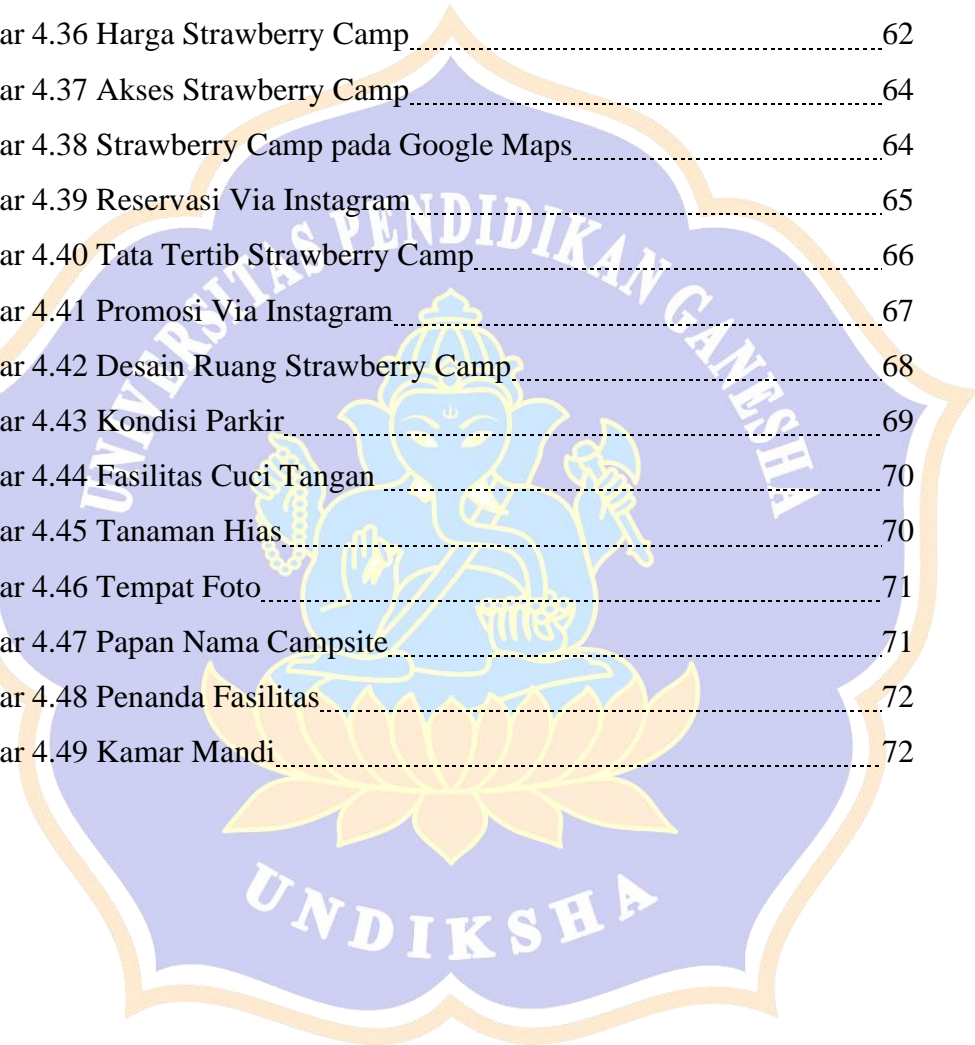 ar 4.36 Harga Strawberry Camp 62
ar 4.37 Akses Strawberry Camp 64
ar 4.38 Strawberry Camp pada Google Maps 64
ar 4.39 Reservasi Via Instagram 65
ar 4.40 Tata Tertib Strawberry Camp 66
ar 4.41 Promosi Via Instagram 67
ar 4.42 Desain Ruang Strawberry Camp 68
ar 4.43 Kondisi Parkir 69
ar 4.44 Fasilitas Cuci Tangan 70
ar 4.45 Tanaman Hias 70
ar 4.46 Tempat Foto 71
ar 4.47 Papan Nama Campsite 71
ar 4.48 Penanda Fasilitas 72
ar 4.49 Kamar Mandi 72
UNIVERSITAS PENDIDIKAN GANESHA
UNDIKSHA